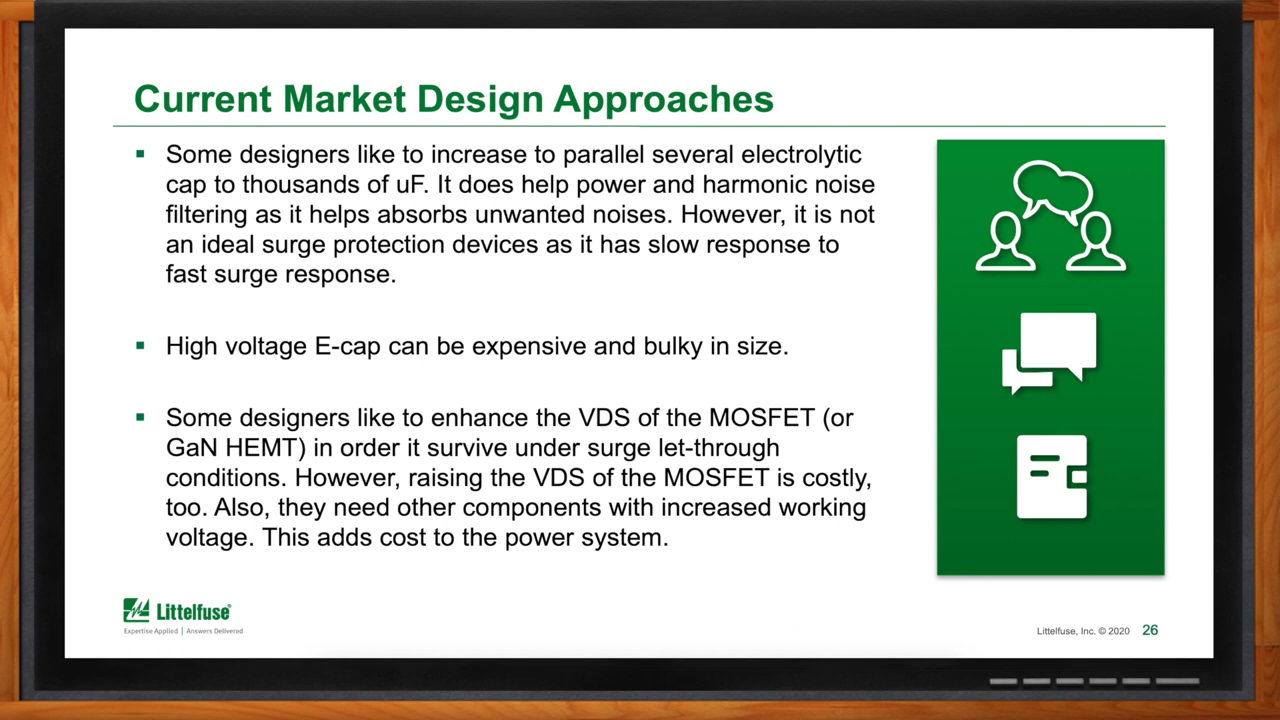 Current Market Design Approaches
▪ Some designers like to increase to parallel several electrolytic
cap to thousands of uF. It does help power and harmonic noise
filtering as it helps absorbs unwanted noises. However, it is not
an ideal surge protection devices as it has slow response to
fast surge response.
▪ High voltage E-cap can be expensive and bulky in size.
▪ Some designers like to enhance the VDS of the MOSFET (or
GaN HEMT) in order it survive under surge let-through
conditions. However, raising the VDS of the MOSFET is costly,
too. Also, they need other components with increased working
voltage. This adds cost to the power system.
Littelfuse®
Expertise Applied | Answers Delivered
Littelfuse, Inc. © 2020 26